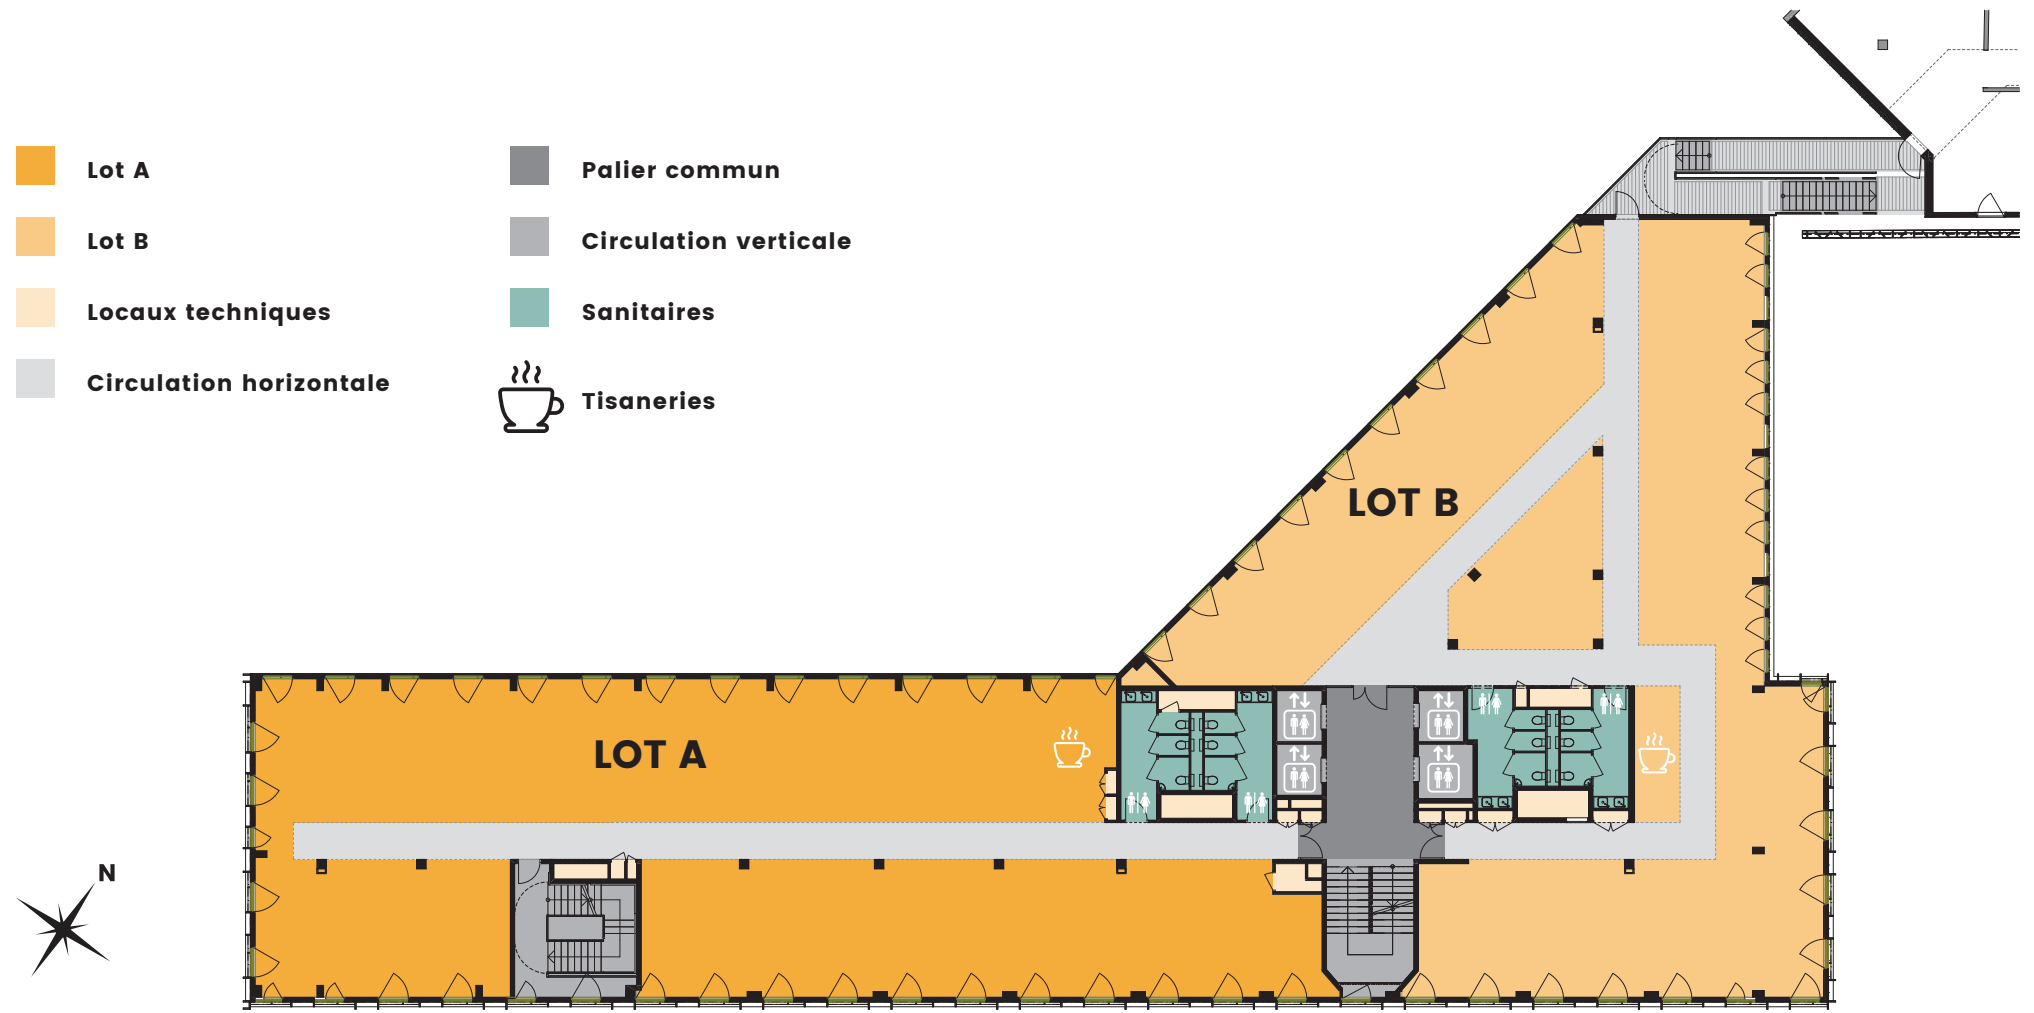 Lot A
Lot B
Locaux techniques
Circulation horizontale
Palier commun
Circulation verticale
Sanitaires
Tisaneries
LOT B
LOT A
N